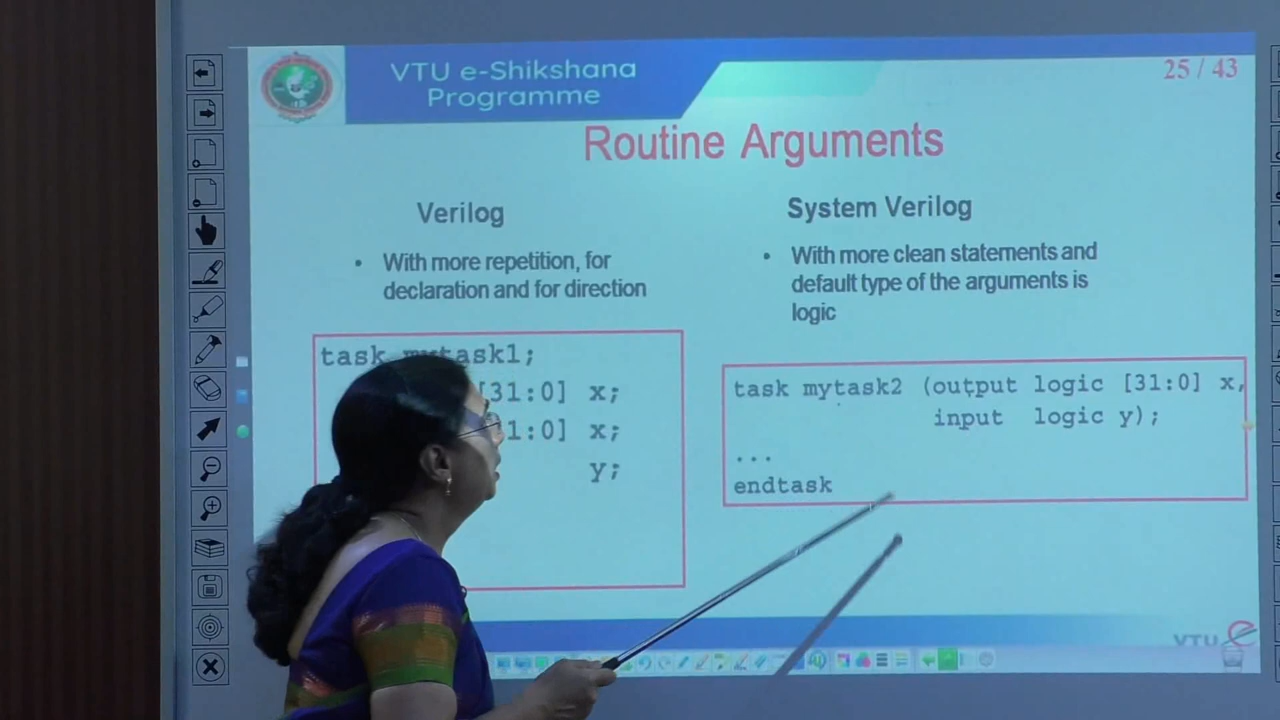 VTU e-Shikshana
Programme
25 / 43
Routine Arguments
Verilog
• With more repetition, for
declaration and for direction
task mytask1;
[31:0] x;
1:0] x;
y;
System Verilog
• With more clean statements and
default type of the arguments is
logic
task mytask2 (output logic [31:0] x,
input logic y);
...
endtask
VTU e